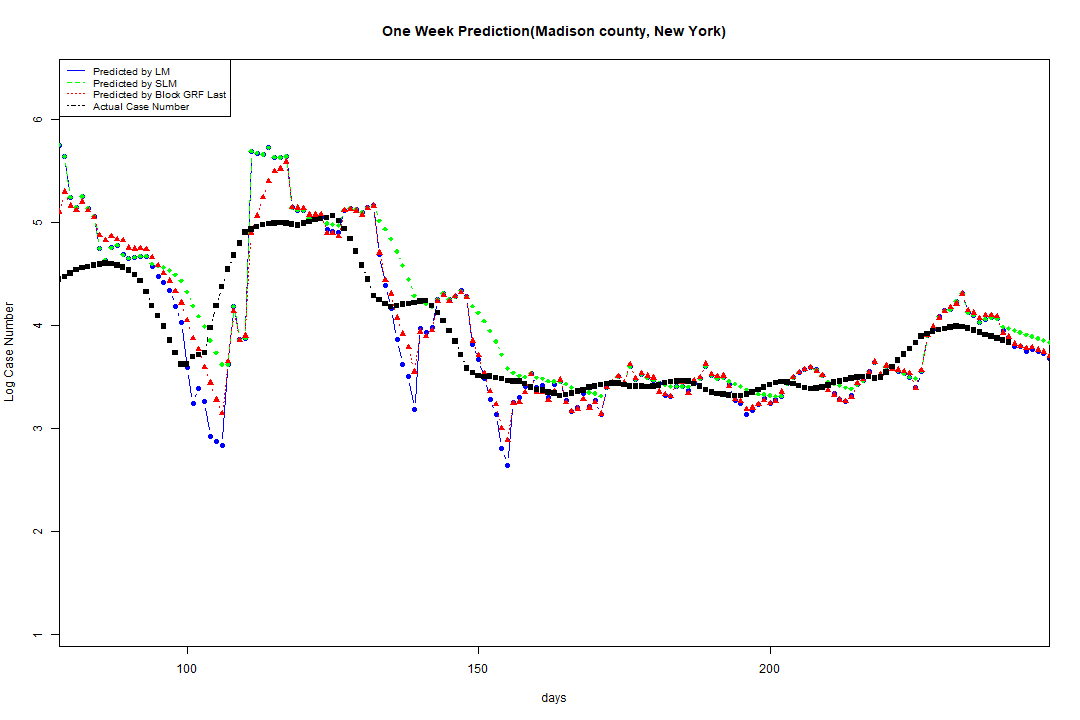 One Week Prediction(Madison county, New York)
Predicted by LM
Predicted by SLM
Predicted by Block GRF Last
Actual Case Number
6
5
4
3
2
1
Log Case Number
100 150 200
days